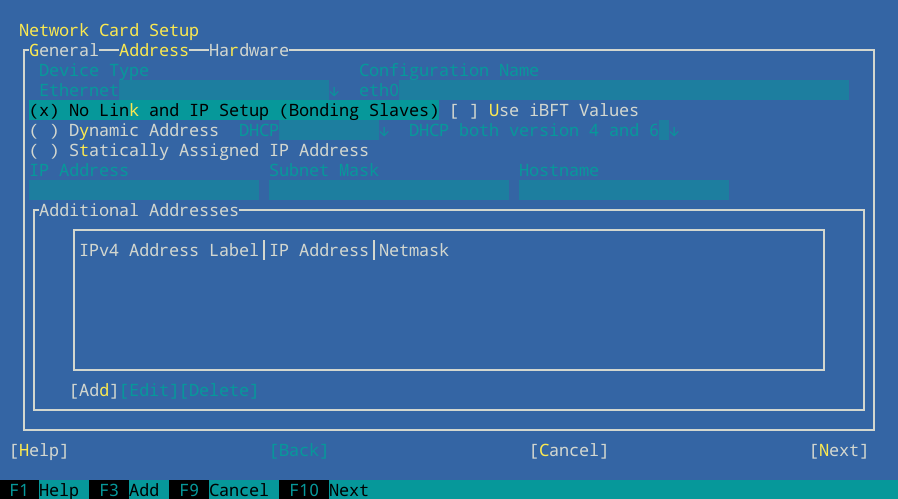 Network Card Setup
General Address Hardware
Device Type Configuration Name
Ethernet ↓ eth0
(x) No Link and IP Setup (Bonding Slaves) [ ] Use iBFT Values
( ) Dynamic Address DHCP ↓ DHCP both version 4 and 6 ↓
( ) Statically Assigned IP Address
IP Address Subnet Mask Hostname
Additional Addresses
IPv4 Address Label│IP Address│Netmask
[Add][Edit][Delete]
[Help] [Back] [Cancel] [Next]
F1 Help F3 Add F9 Cancel F10 Next